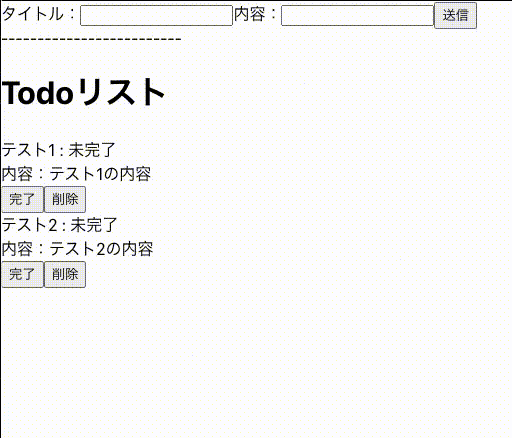 タイトル：内容：送信
-------------------------
Todoリスト
テスト1 : 未完了
内容：テスト1の内容
完了 削除
テスト2 : 未完了
内容：テスト2の内容
完了 削除